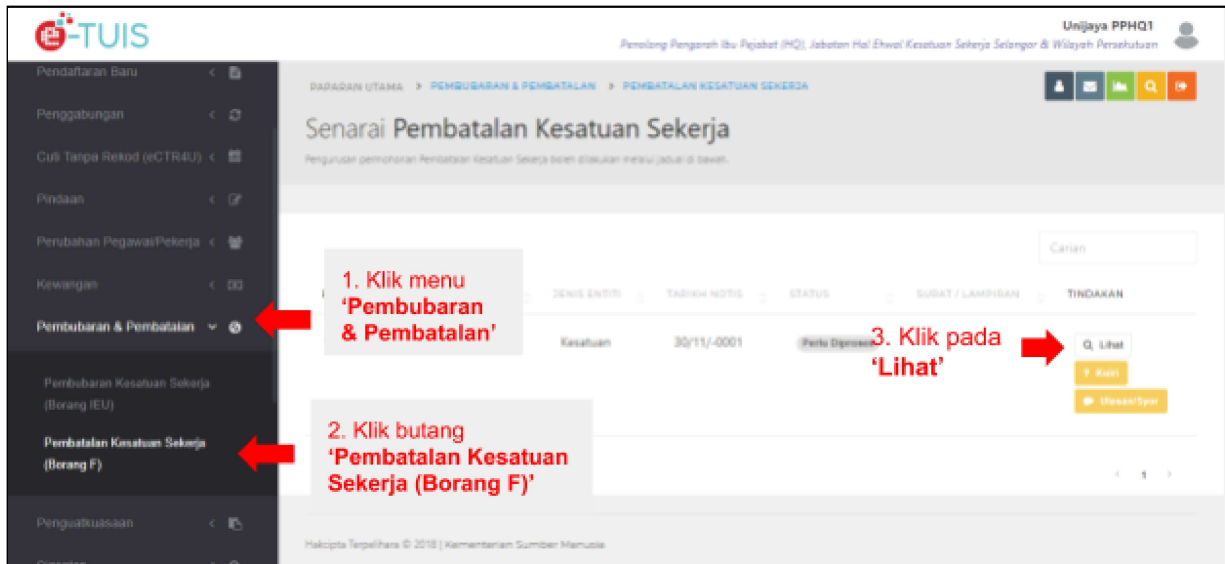 e-TUIS
Unijaya PPHQ1
Penolong Pengarah Ibu Pejabat (HQ), Jabatan Hal Ehwal Kesatuan Sekerja Selangor & Wilayah Persekutuan
Pendaftaran Baru
Penggabungan
Cuti Tanpa Rekod (eCTR4U)
Pindaan
Perubahan Pegawai/Pekerja
Kewangan
Pembubaran & Pembatalan
Pembubaran Kesatuan Sekerja
(Borang IEU)
Pembatalan Kesatuan Sekerja
(Borang F)
Penguatkuasaan
PAPARAN UTAMA > PEMBUBARAN & PEMBATALAN > PEMBATALAN KESATUAN SEKERJA
Senarai Pembatalan Kesatuan Sekerja
Pengurusan permohonan Pembatalan Kesatuan Sekerja boleh dilakukan melalui jadual di bawah.
Carian
JENIS ENTITI TARIKH NOTIS STATUS SURAT / LAMPIRAN TINDAKAN
Kesatuan 30/11/-0001 Perlu Diproses
Lihat
Kuiri
Ulasan/Syor
1. Klik menu
‘Pembubaran
& Pembatalan’
2. Klik butang
‘Pembatalan Kesatuan
Sekerja (Borang F)’
3. Klik pada
‘Lihat’
< 1 >
Hakcipta Terpelihara © 2018 | Kementerian Sumber Manusia